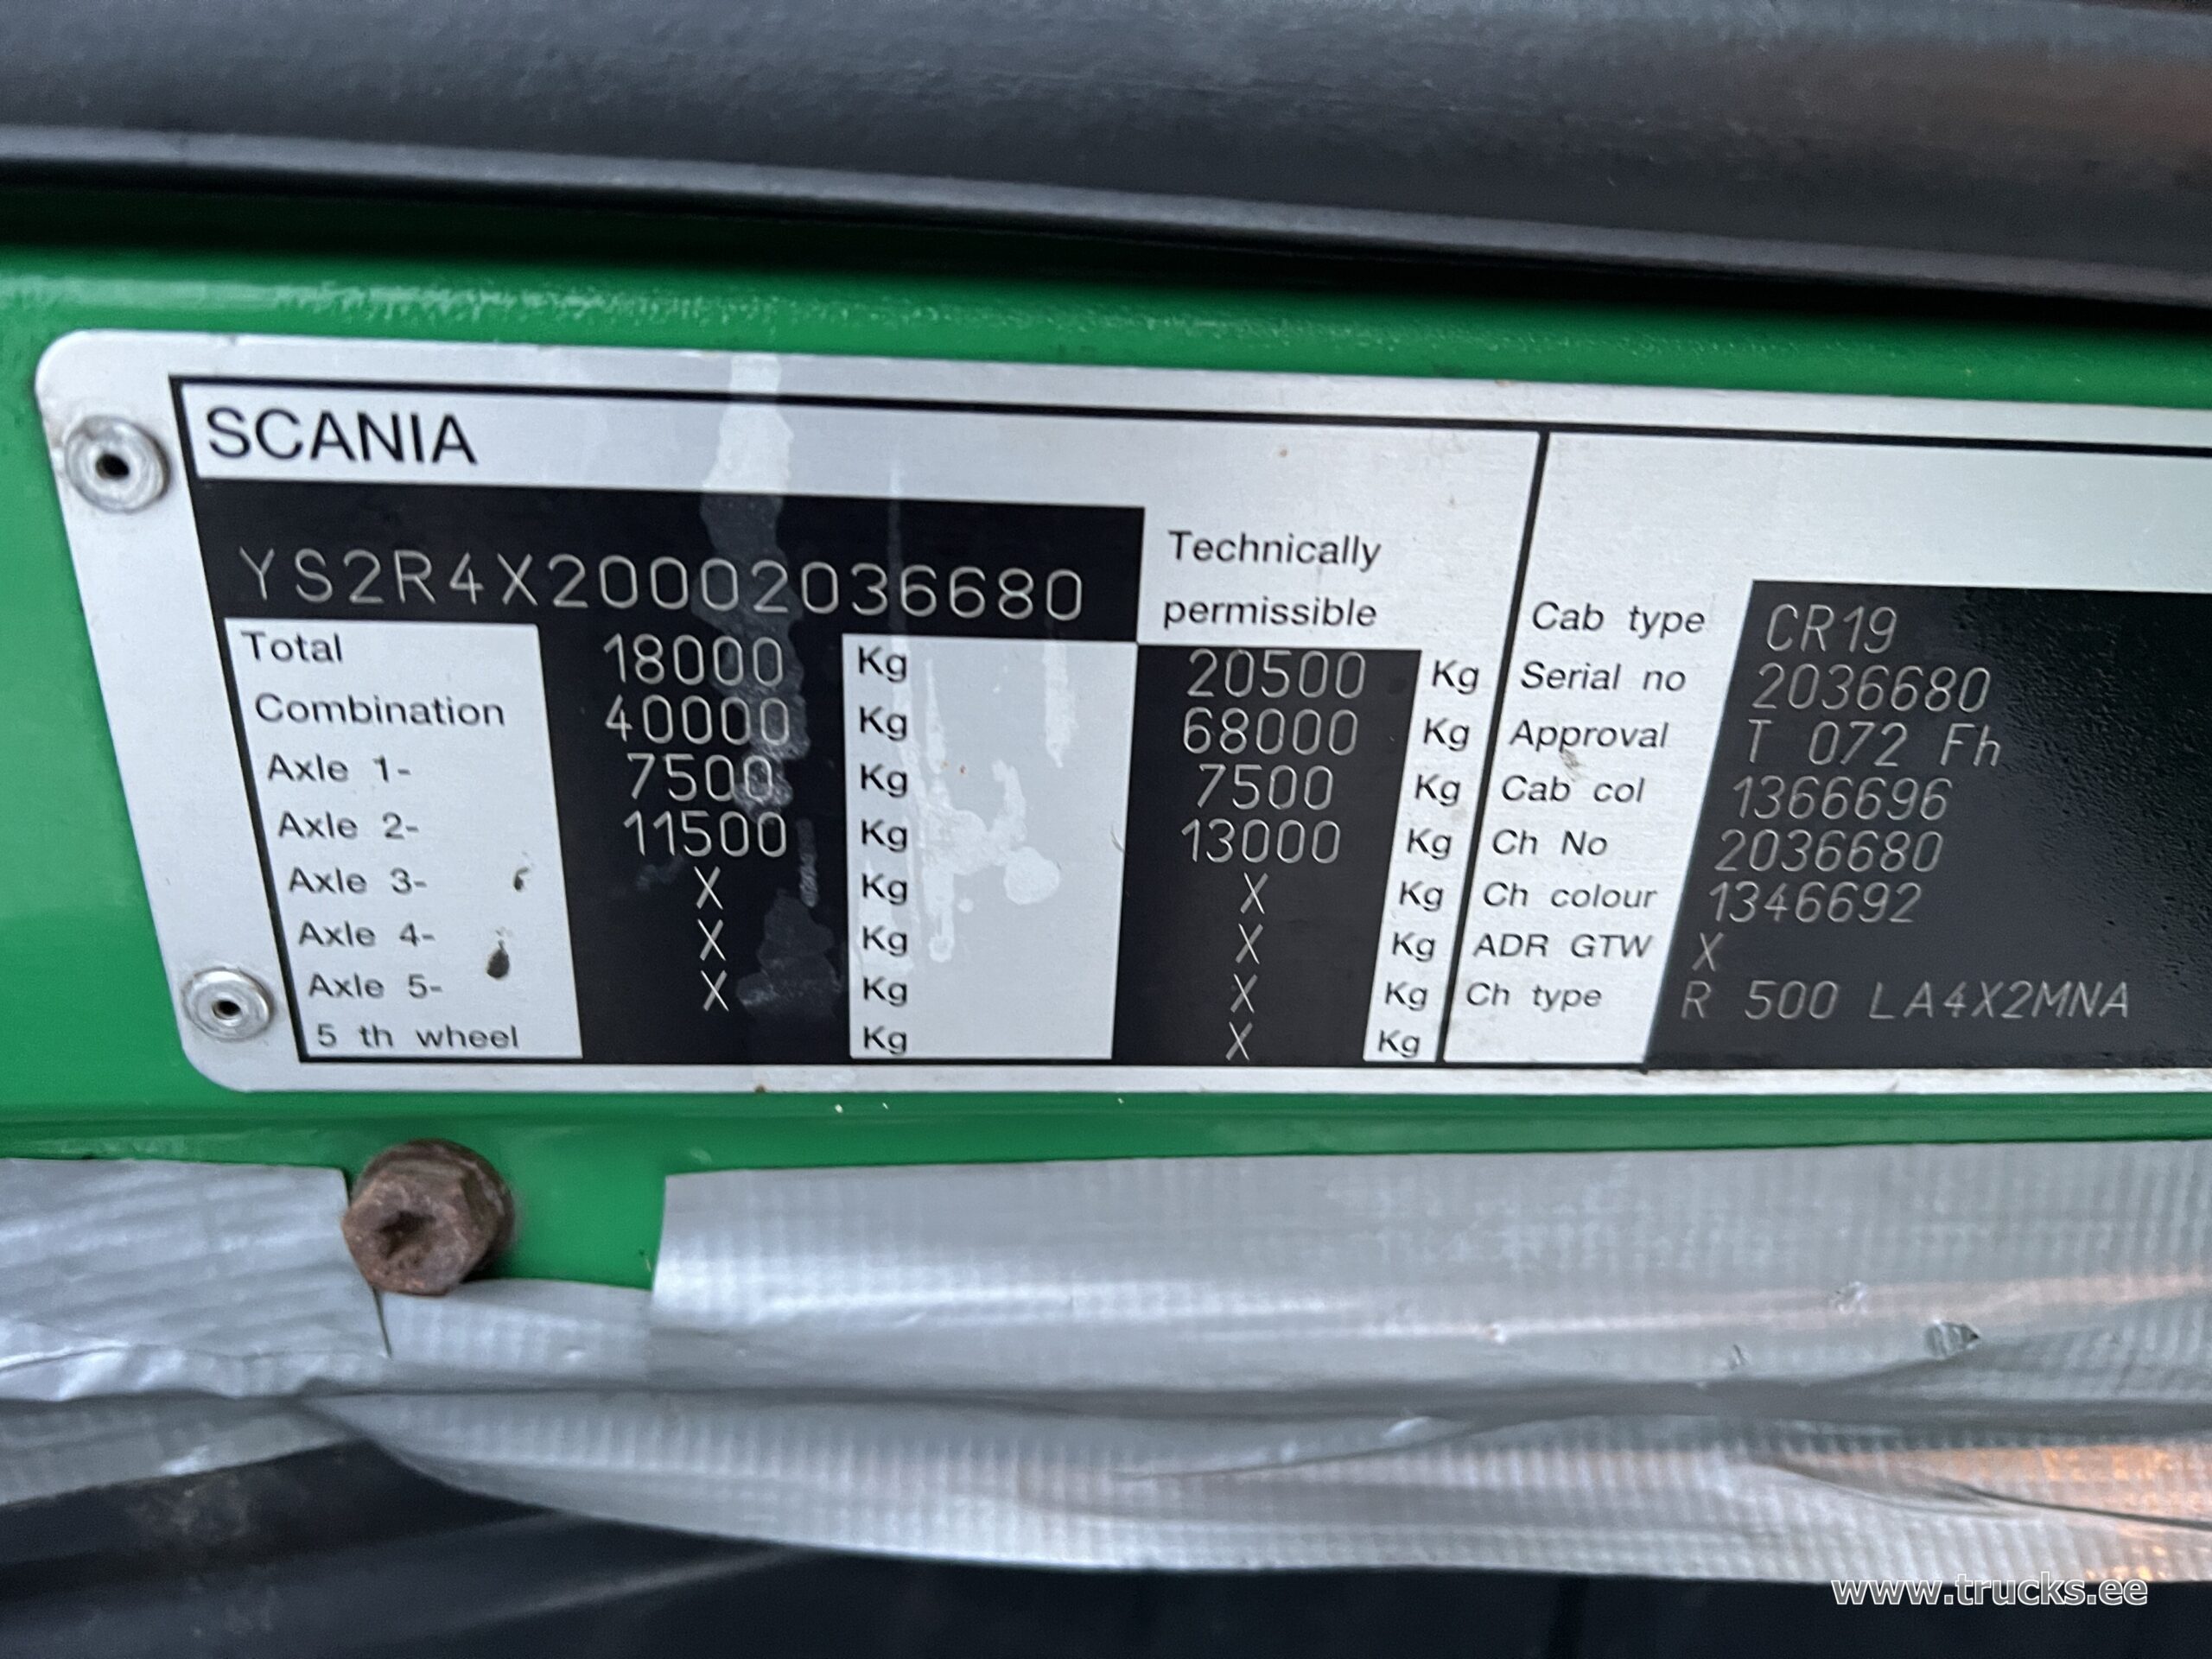 SCANIA
YS2R4X20002036680
Technically
permissible
Total 18000 Kg 20500 Kg
Combination 40000 Kg 68000 Kg
Axle 1- 7500 Kg 7500 Kg
Axle 2- 11500 Kg 13000 Kg
Axle 3- X Kg X Kg
Axle 4- X Kg X Kg
Axle 5- X Kg X Kg
5 th wheel Kg X Kg
Cab type CR19
Serial no 2036680
Approval T 072 Fh
Cab col 1366696
Ch No 2036680
Ch colour 1346692
ADR GTW X
Ch type R 500 LA4X2MNA
www.trucks.ee